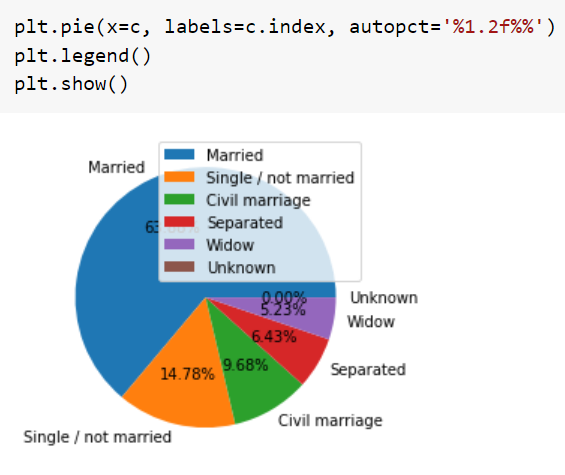 plt.pie(x=c, labels=c.index, autopct='%1.2f%%')
plt.legend()
plt.show()
Married
Married
Single / not married
Civil marriage
Separated
Widow
Unknown
0.00%
Unknown
5.23%
Widow
6.43%
Separated
9.68%
14.78%
Civil marriage
Single / not married